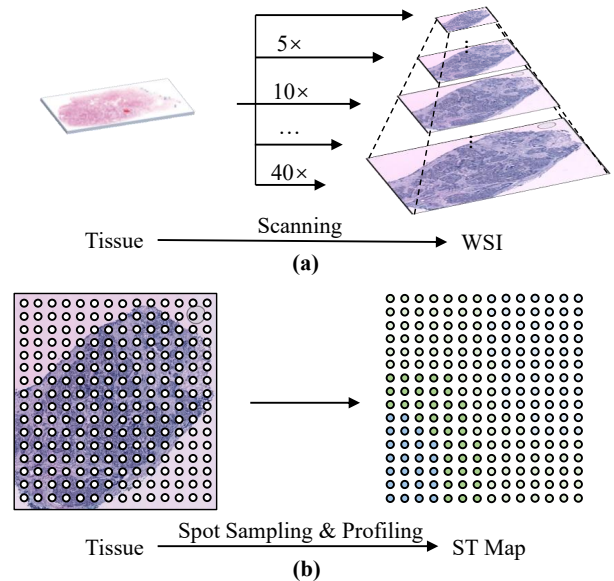 5×
10×
...
40×
Scanning
Tissue
WSI
(a)
Spot Sampling & Profiling
Tissue
ST Map
(b)